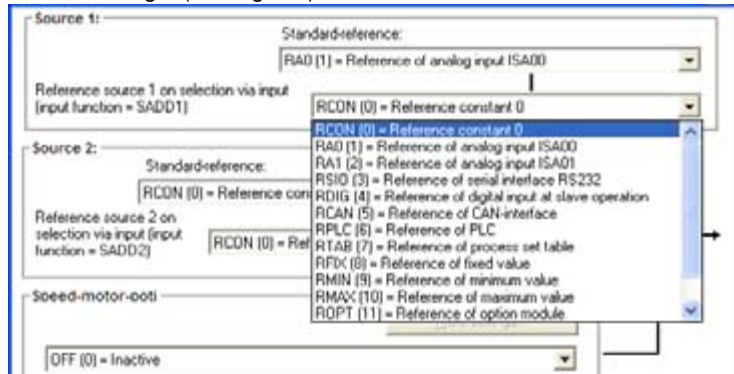 Source 1:
Standard-reference:
RA0 (1) = Reference of analog input ISA00
Reference source 1 on selection via input
(input function = SADD1)
RCON (0) = Reference constant 0
RCON (0) = Reference constant 0
RA0 (1) = Reference of analog input ISA00
RA1 (2) = Reference of analog input ISA01
RSIO (3) = Reference of serial interface RS232
RDIG (4) = Reference of digital input at slave operation
RCAN (5) = Reference of CAN-interface
RPLC (6) = Reference of PLC
RTAB (7) = Reference of process set table
RFIX (8) = Reference of fixed value
RMIN (9) = Reference of minimum value
RMAX (10) = Reference of maximum value
ROPT (11) = Reference of option module
Source 2:
Standard-reference:
RCON (0) = Reference con
Reference source 2 on
selection via input (input
function = SADD2)
RCON (0) = Ref
Speed-motor-poti
OFF (0) = Inactive